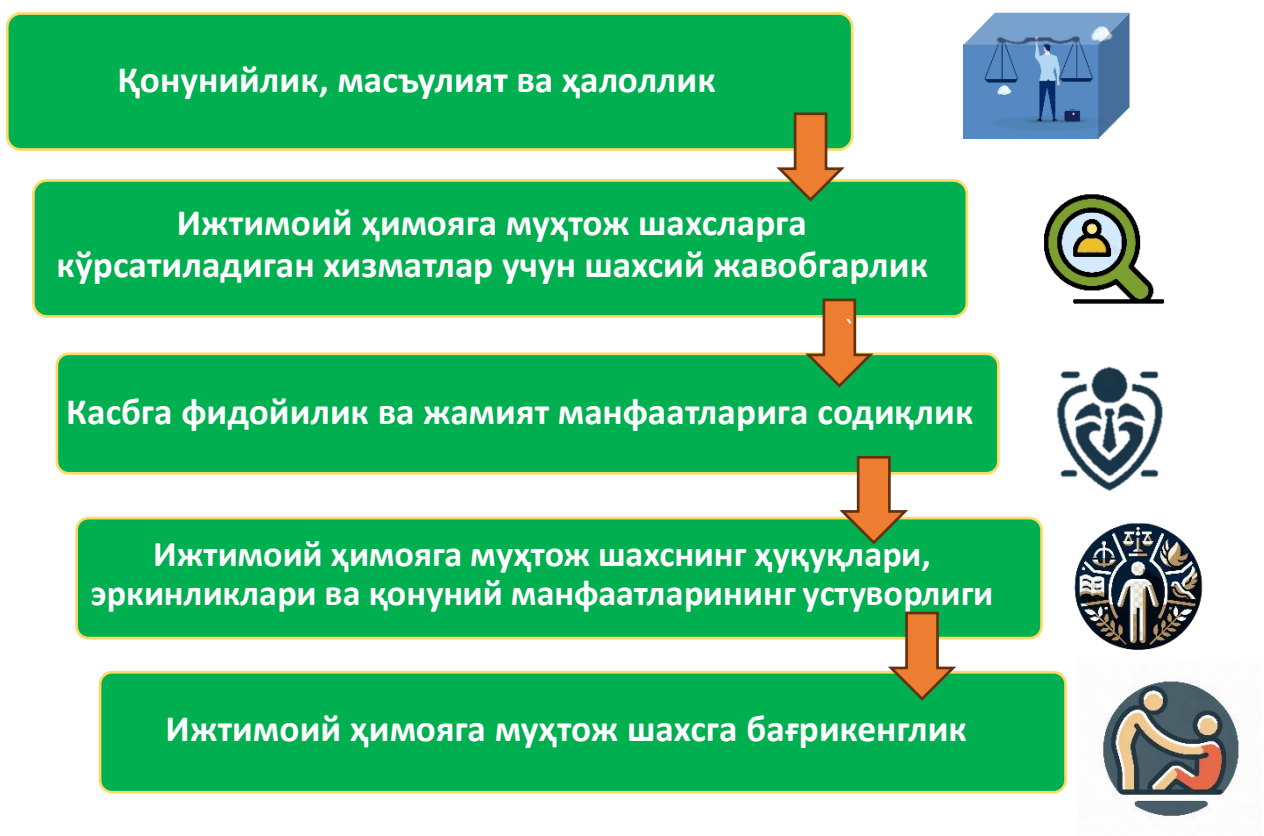 Қонунийлик, масъулият ва ҳалоллик
Ижтимоий ҳимояга муҳтож шахсларга
кўрсатиладиган хизматлар учун шахсий жавобгарлик
`
Касбга фидойилик ва жамият манфаатларига содиқлик
Ижтимоий ҳимояга муҳтож шахснинг ҳуқуқлари,
эркинликлари ва қонуний манфаатларининг устуворлиги
Ижтимоий ҳимояга муҳтож шахсга бағрикенглик